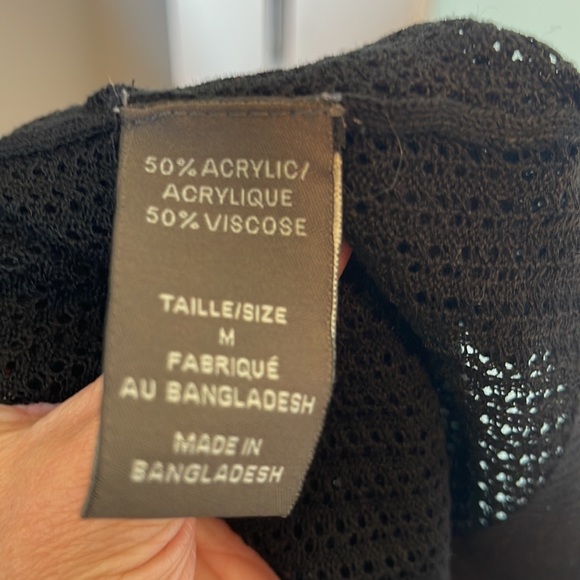 50% ACRYLIC/
ACRYLIQUE
50% VISCOSE
TAILLE/SIZE
M
FABRIQUÉ
AU BANGLADESH
MADE IN
BANGLADESH